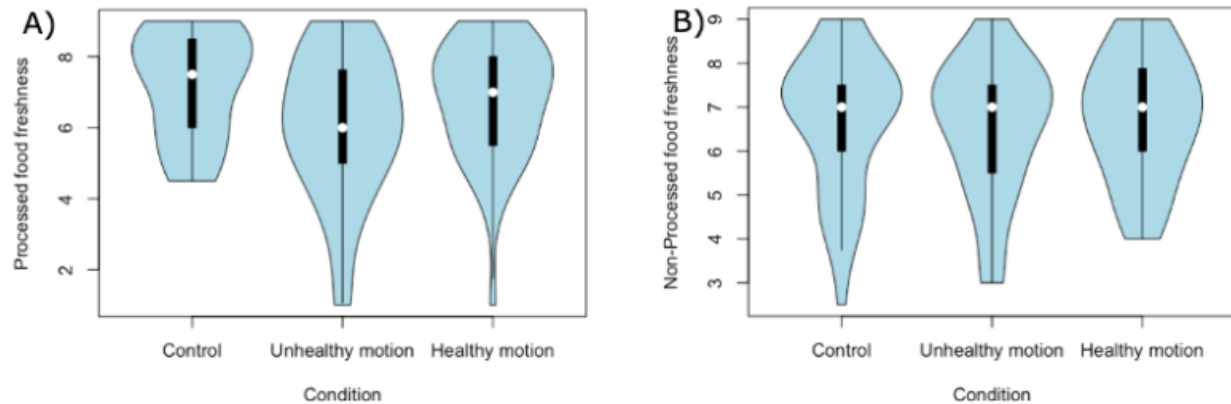 A)
Processed food freshness
8
6
4
2
Control Unhealthy motion Healthy motion
Condition
B)
Non-Processed food freshness
9
8
7
6
5
4
3
Control Unhealthy motion Healthy motion
Condition